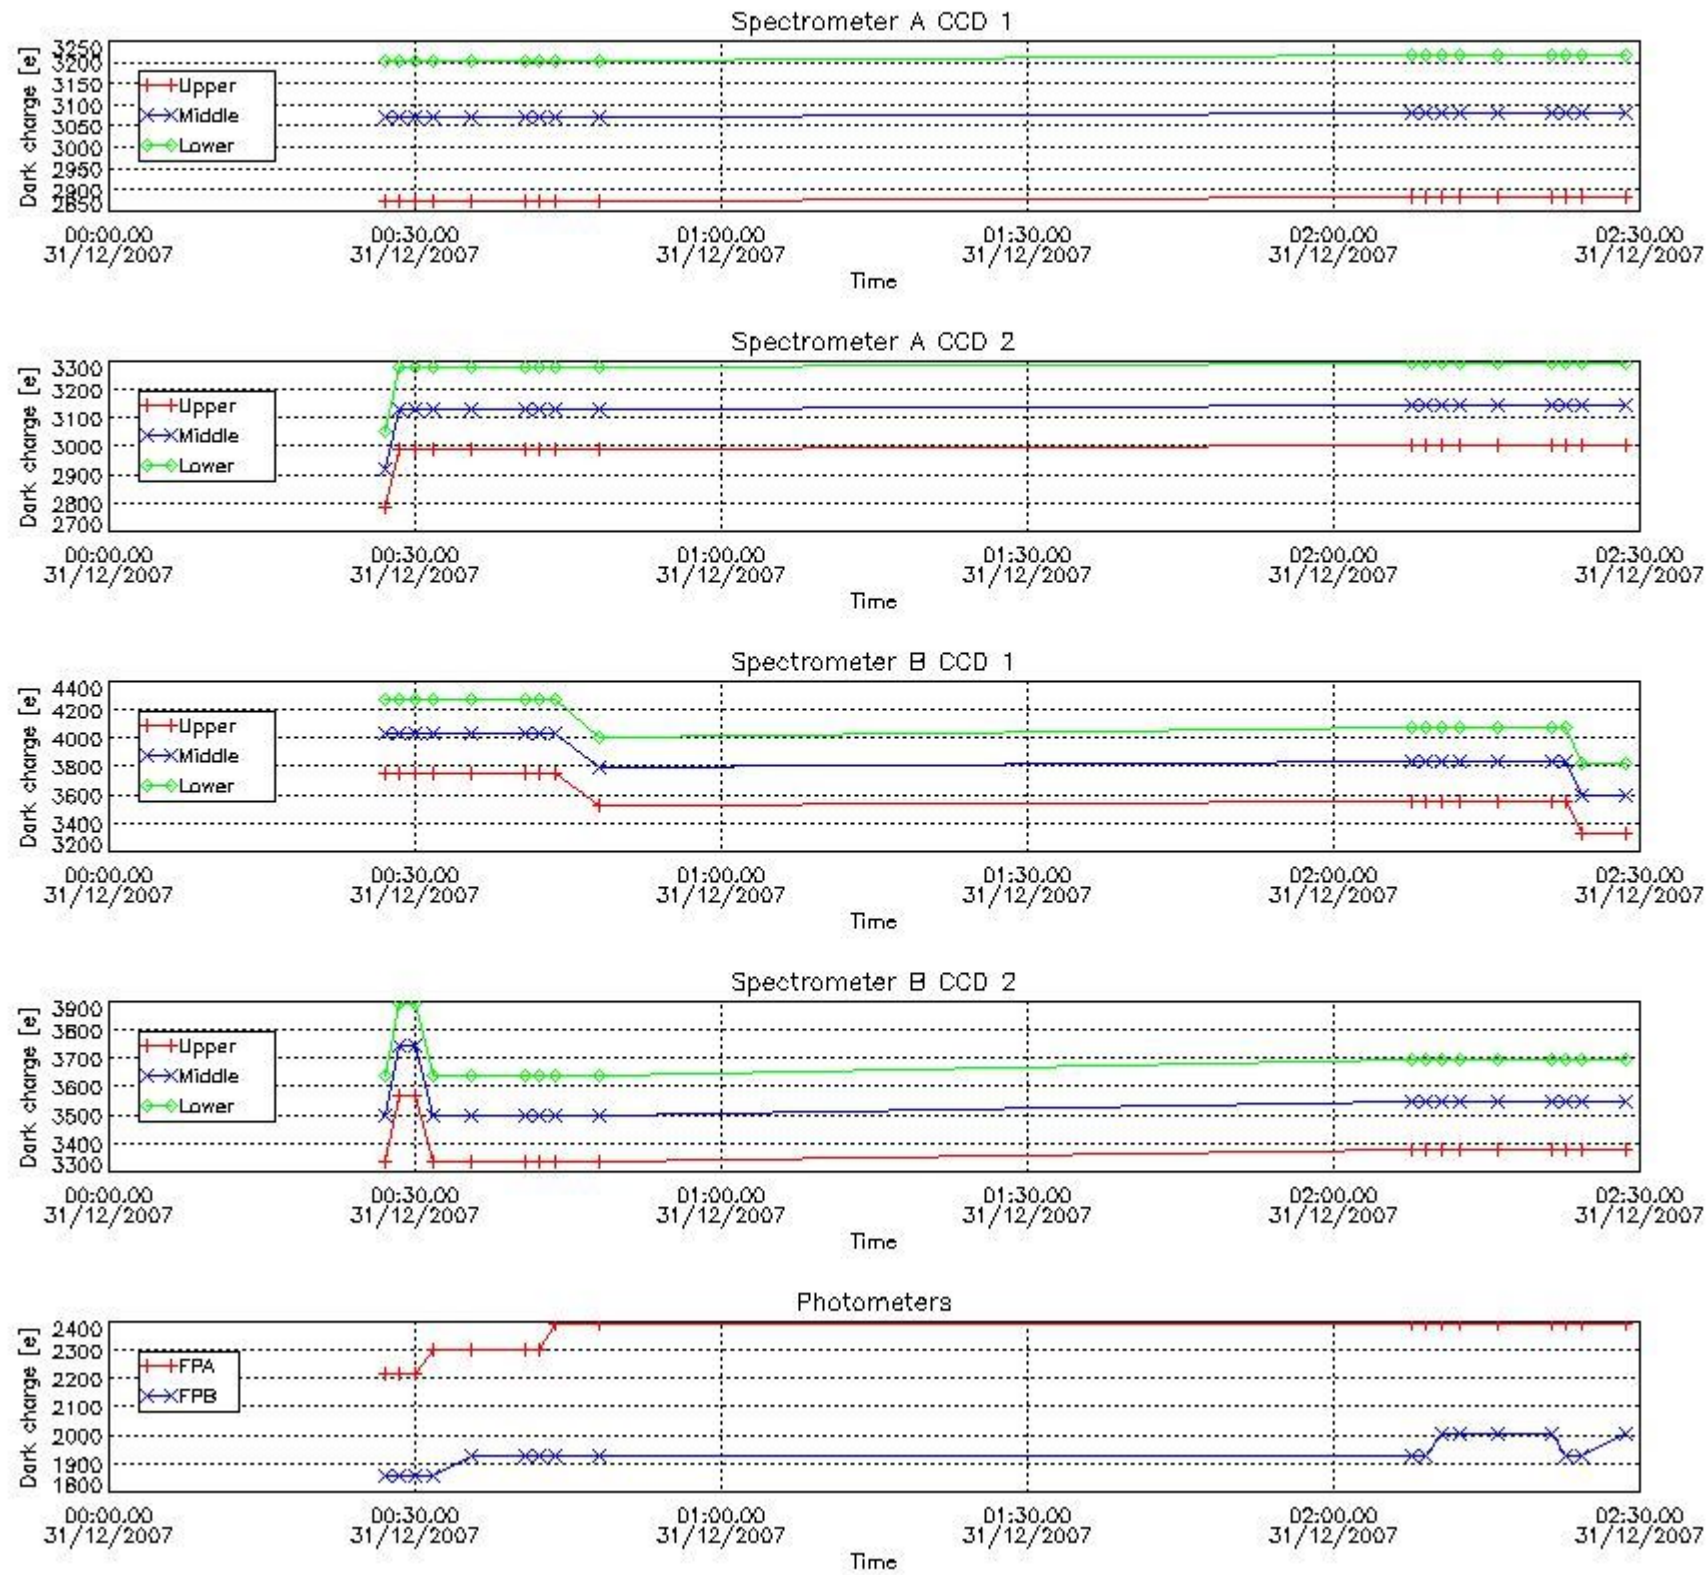 Spectrometer A CCD 1
Dark charge [e]
3250
3200
3150
3100
3050
3000
2950
2900
2850
Upper
Middle
Lower
00:00.00 00:30.00 01:00.00 01:30.00 02:00.00 02:30.00
31/12/2007 31/12/2007 31/12/2007 31/12/2007 31/12/2007 31/12/2007
Time
Spectrometer A CCD 2
Dark charge [e]
3300
3200
3100
3000
2900
2800
2700
Upper
Middle
Lower
00:00.00 00:30.00 01:00.00 01:30.00 02:00.00 02:30.00
31/12/2007 31/12/2007 31/12/2007 31/12/2007 31/12/2007 31/12/2007
Time
Spectrometer B CCD 1
Dark charge [e]
4400
4200
4000
3800
3600
3400
3200
Upper
Middle
Lower
00:00.00 00:30.00 01:00.00 01:30.00 02:00.00 02:30.00
31/12/2007 31/12/2007 31/12/2007 31/12/2007 31/12/2007 31/12/2007
Time
Spectrometer B CCD 2
Dark charge [e]
3900
3800
3700
3600
3500
3400
3300
Upper
Middle
Lower
00:00.00 00:30.00 01:00.00 01:30.00 02:00.00 02:30.00
31/12/2007 31/12/2007 31/12/2007 31/12/2007 31/12/2007 31/12/2007
Time
Photometers
Dark charge [e]
2400
2300
2200
2100
2000
1900
1800
FPA
FPB
00:00.00 00:30.00 01:00.00 01:30.00 02:00.00 02:30.00
31/12/2007 31/12/2007 31/12/2007 31/12/2007 31/12/2007 31/12/2007
Time